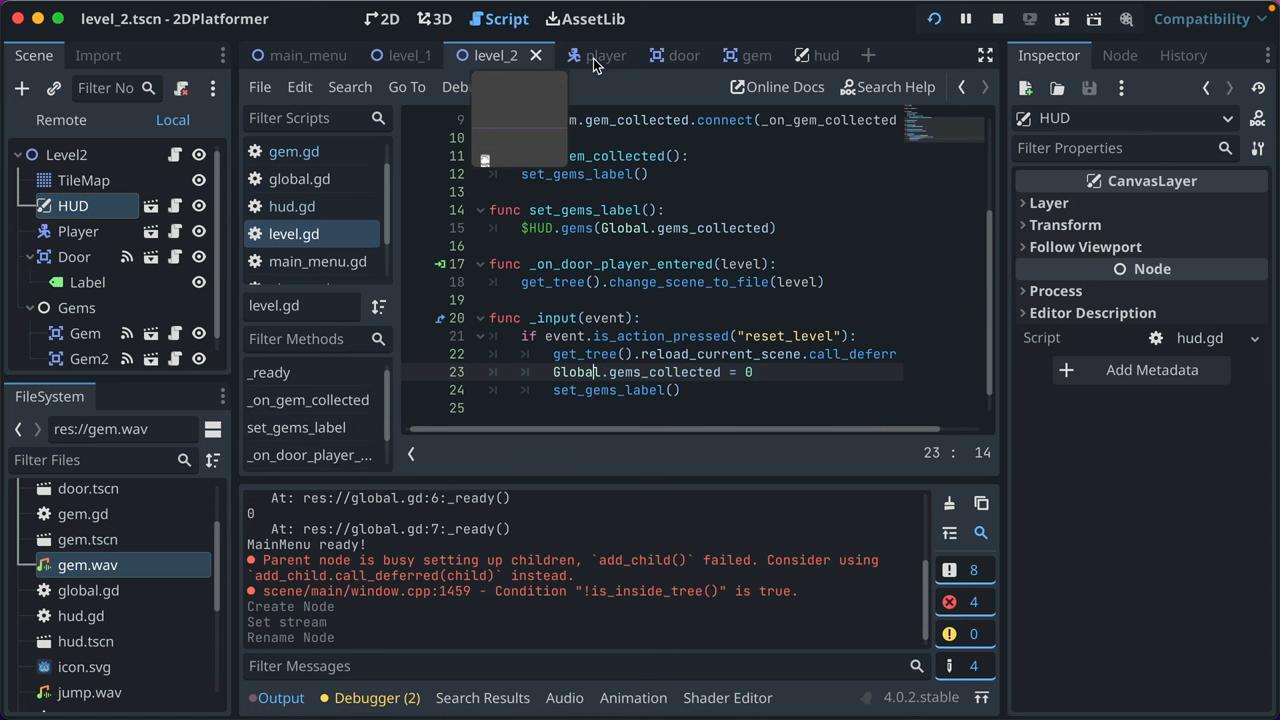 level_2.tscn - 2DPlatformer
2D
3D
Script
AssetLib
Compatibility
Scene
Import
main_menu
level_1
level_2
player
door
gem
hud
Inspector
Node
History
Filter No
File
Edit
Search
Go To
Deb
Online Docs
Search Help
Remote
Local
Filter Scripts
gem.gd
global.gd
hud.gd
level.gd
main_menu.gd
level.gd
Filter Methods
_ready
_on_gem_collected
set_gems_label
_on_door_player_...
Level2
TileMap
HUD
Player
Door
Label
Gems
Gem
Gem2
FileSystem
res://gem.wav
Filter Files
door.tscn
gem.gd
gem.tscn
gem.wav
global.gd
hud.gd
hud.tscn
icon.svg
jump.wav
9 m.gem_collected.connect(_on_gem_collected
10
11 em_collected():
12 set_gems_label()
13
14 func set_gems_label():
15 $HUD.gems(Global.gems_collected)
16
17 func _on_door_player_entered(level):
18 get_tree().change_scene_to_file(level)
19
20 func _input(event):
21 if event.is_action_pressed("reset_level"):
22 get_tree().reload_current_scene.call_deferr
23 Global.gems_collected = 0
24 set_gems_label()
25
23 : 14
At: res://global.gd:6:_ready()
0
At: res://global.gd:7:_ready()
MainMenu ready!
Parent node is busy setting up children, `add_child()` failed. Consider using
`add_child.call_deferred(child)` instead.
scene/main/window.cpp:1459 - Condition "!is_inside_tree()" is true.
Create Node
Set stream
Rename Node
Filter Messages
8
4
0
4
Output
Debugger (2)
Search Results
Audio
Animation
Shader Editor
4.0.2.stable
HUD
Filter Properties
CanvasLayer
Layer
Transform
Follow Viewport
Node
Process
Editor Description
Script
hud.gd
Add Metadata